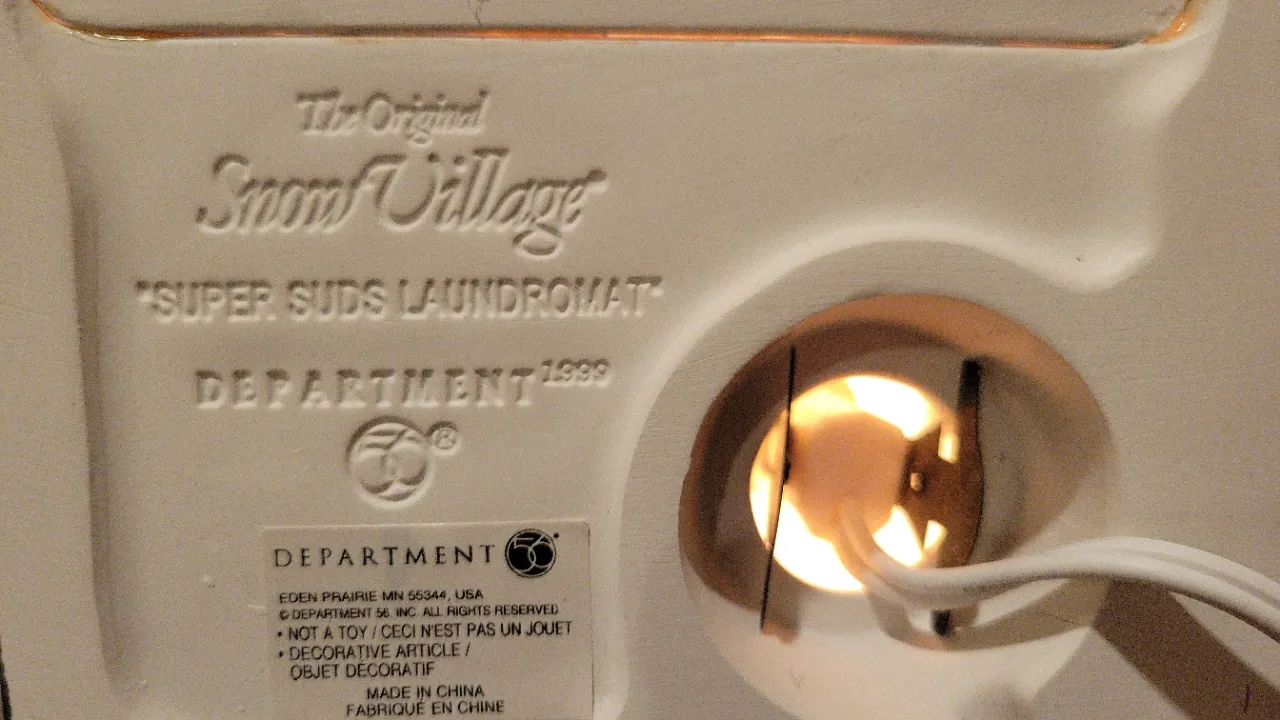 The Original
Snow Village
"SUPER SUDS LAUNDROMAT"
DEPARTMENT 1999
56®
DEPARTMENT 56
EDEN PRAIRIE MN 55344, USA
© DEPARTMENT 56, INC. ALL RIGHTS RESERVED
• NOT A TOY / CECI N'EST PAS UN JOUET
• DECORATIVE ARTICLE /
OBJET DÉCORATIF
MADE IN CHINA
FABRIQUÉ EN CHINE